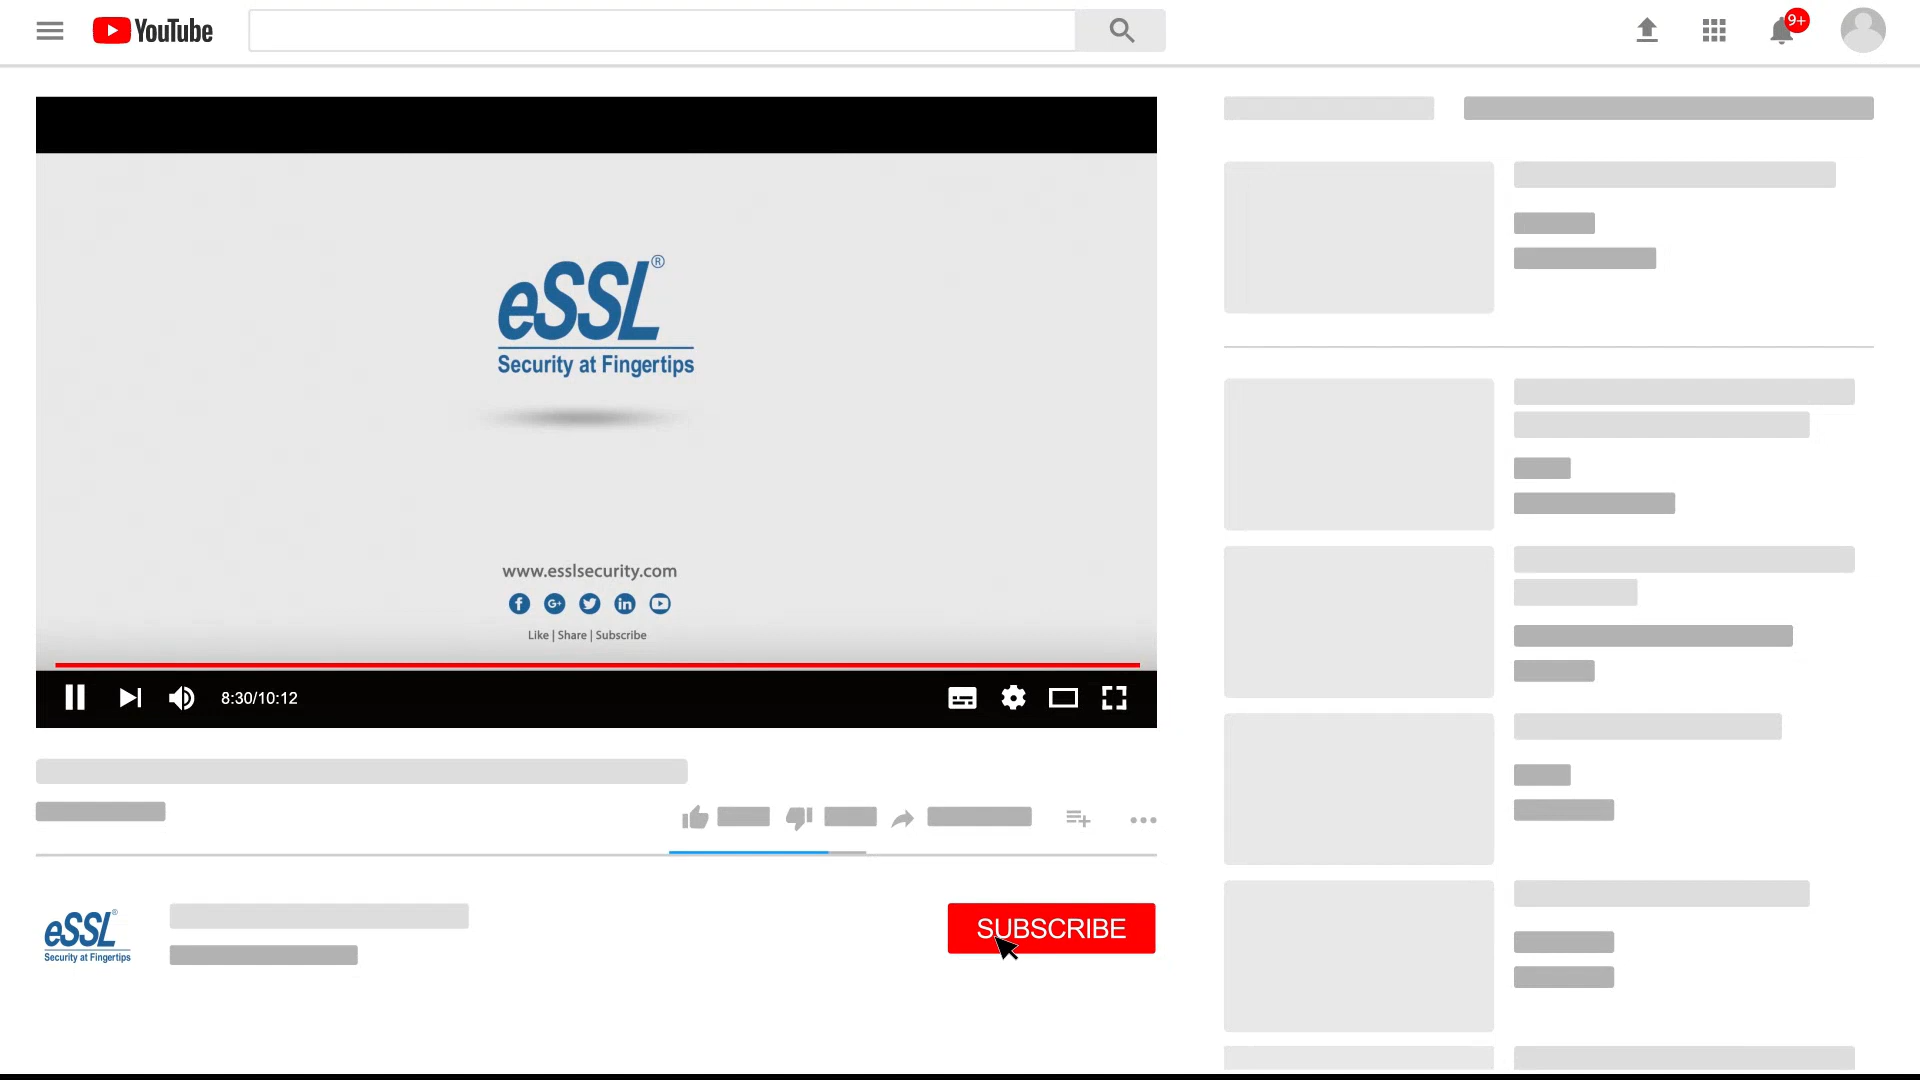 YouTube
9+
eSSL®
Security at Fingertips
www.esslsecurity.com
Like | Share | Subscribe
8:30/10:12
eSSL®
Security at Fingertips
SUBSCRIBE